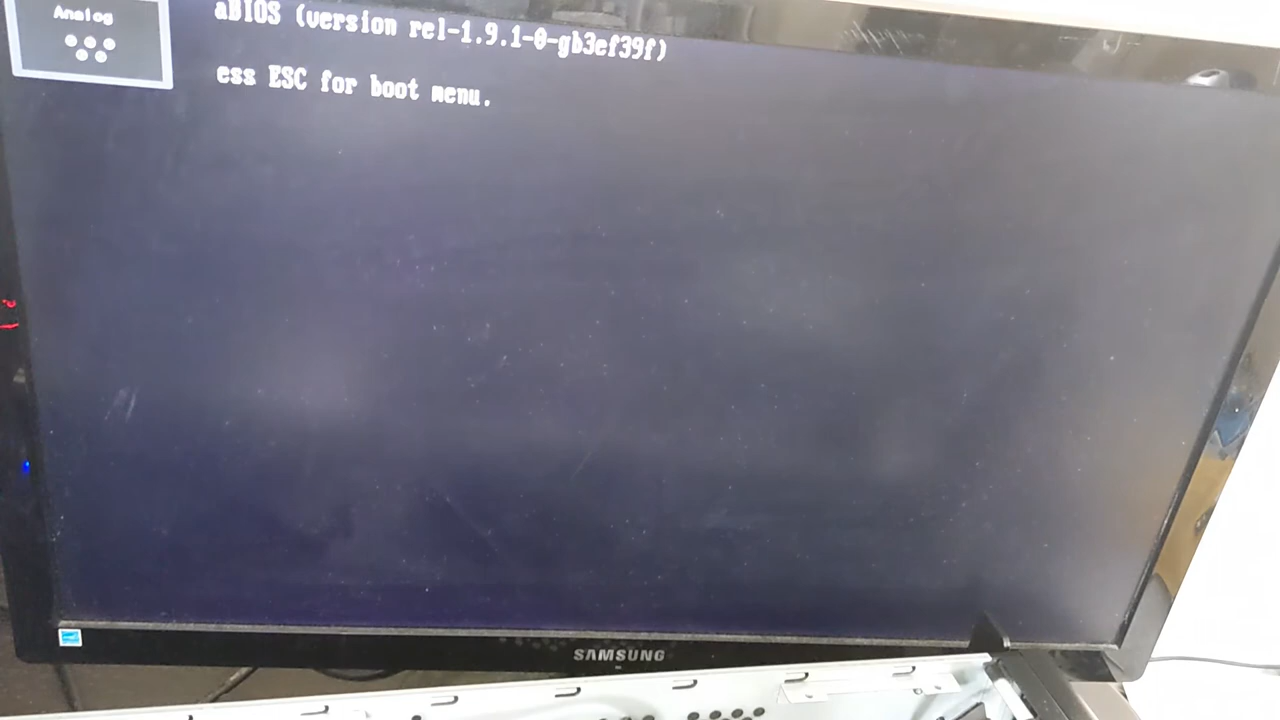 Analog
aBIOS (version rel-1.9.1-0-gb3ef39f)
ess ESC for boot menu.
SAMSUNG